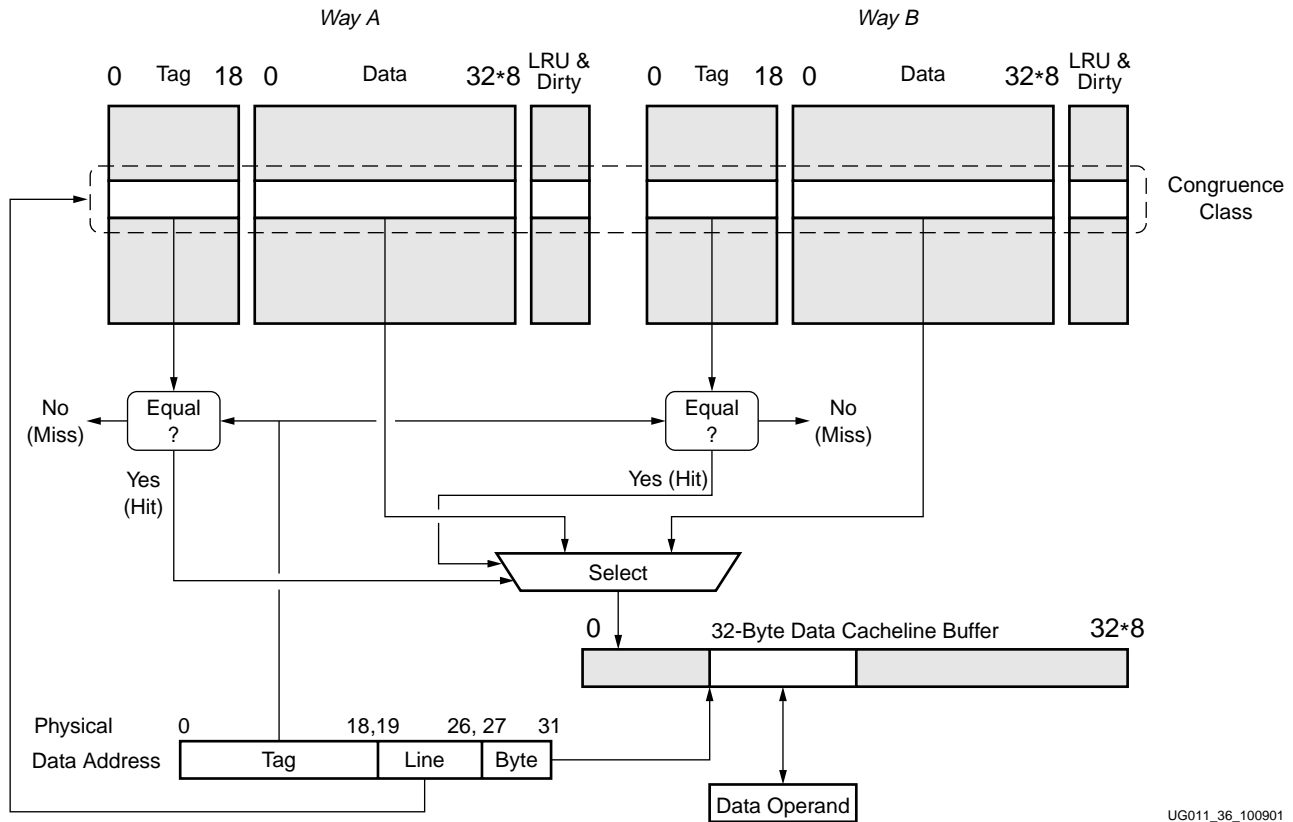 Way A
Way B
0 Tag 18 0 Data 32*8 LRU & Dirty
0 Tag 18 0 Data 32*8 LRU & Dirty
Congruence
Class
No
(Miss)
Equal
?
Equal
?
No
(Miss)
Yes
(Hit)
Yes (Hit)
Select
0 32-Byte Data Cacheline Buffer 32*8
Physical 0 18,19 26, 27 31
Data Address Tag Line Byte
Data Operand
UG011_36_100901